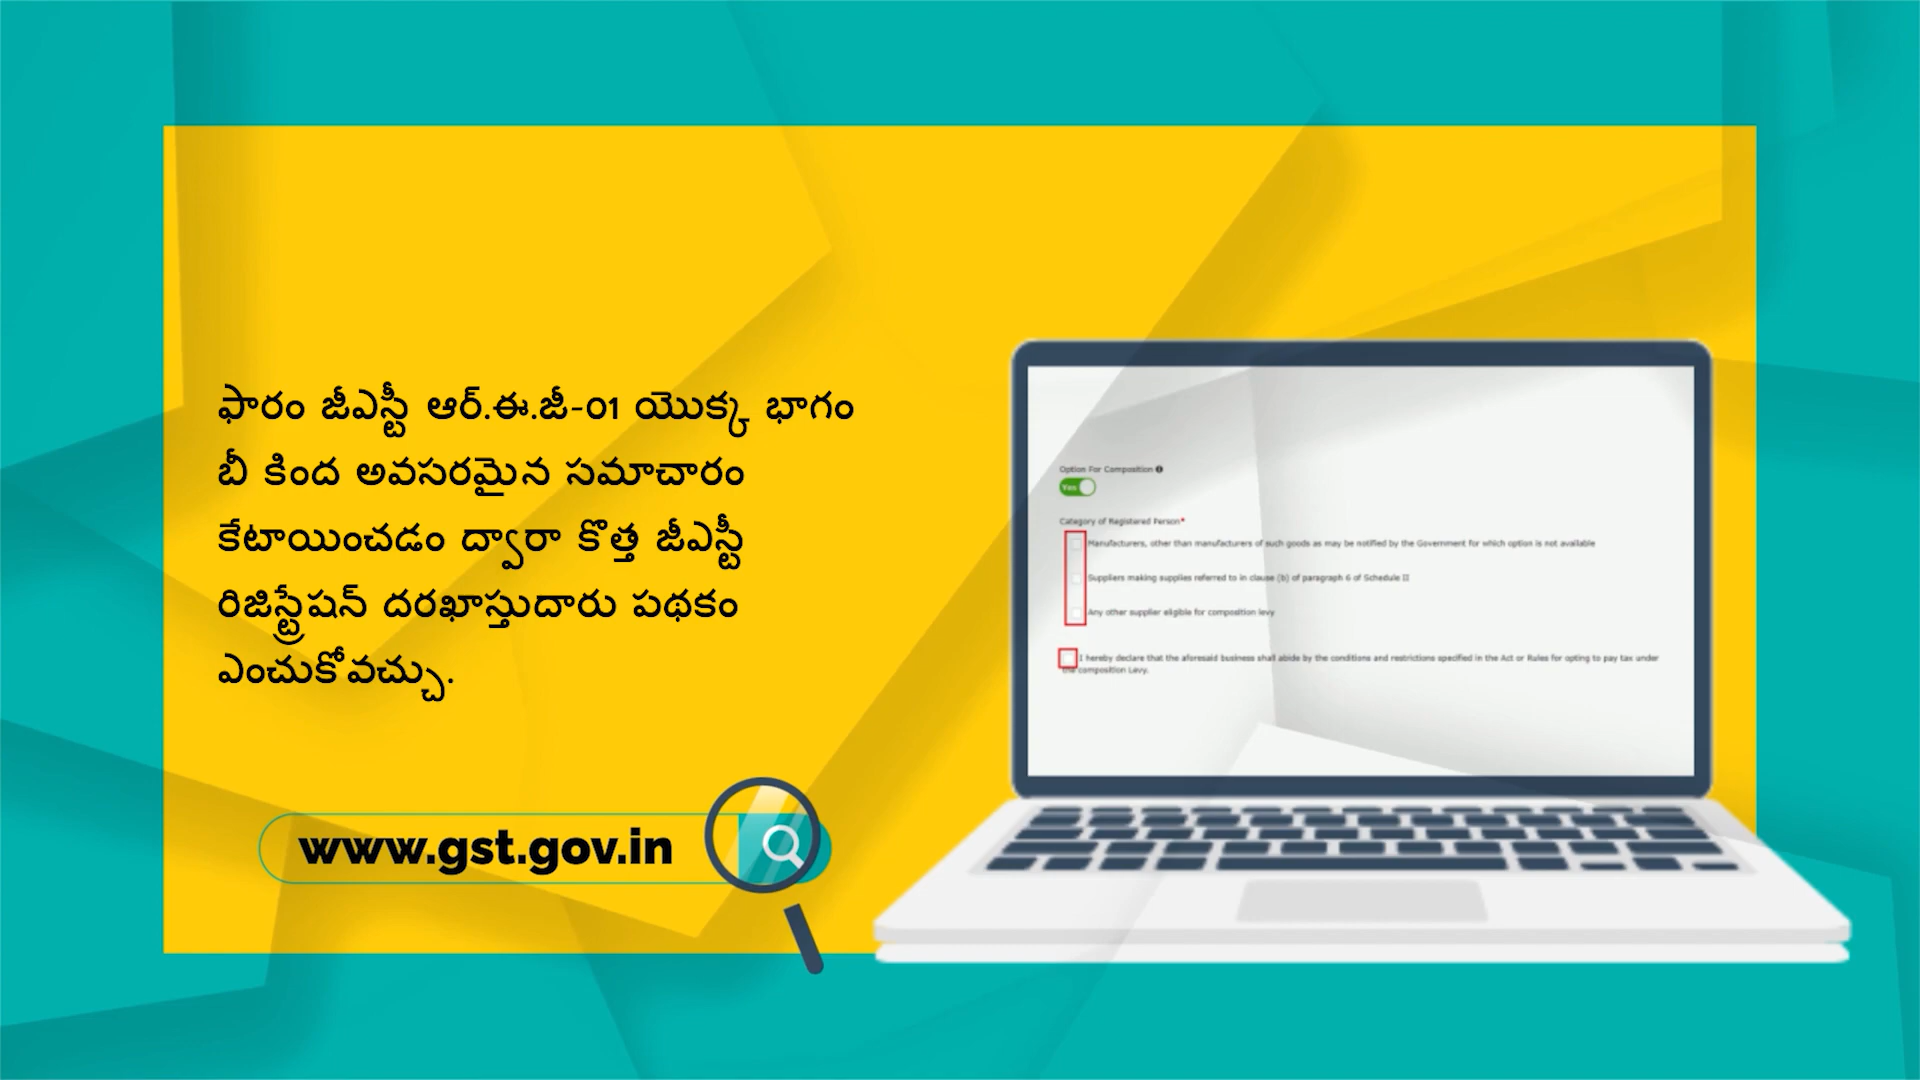 ఫారం జీఎస్టీ ఆర్.ఈ.జీ-01 యొక్క భాగం
బీ కింద అవసరమైన సమాచారం
కేటాయించడం ద్వారా కొత్త జీఎస్టీ
రిజిస్ట్రేషన్ దరఖాస్తుదారు పథకం
ఎంచుకోవచ్చు.
www.gst.gov.in
Option For Composition
Yes
Category of Registered Person*
Manufacturers, other than manufacturers of such goods as may be notified by the Government for which option is not available
Suppliers making supplies referred to in clause (b) of paragraph 6 of Schedule II
Any other supplier eligible for composition levy
I hereby declare that the aforesaid business shall abide by the conditions and restrictions specified in the Act or Rules for opting to pay tax under
the composition Levy.